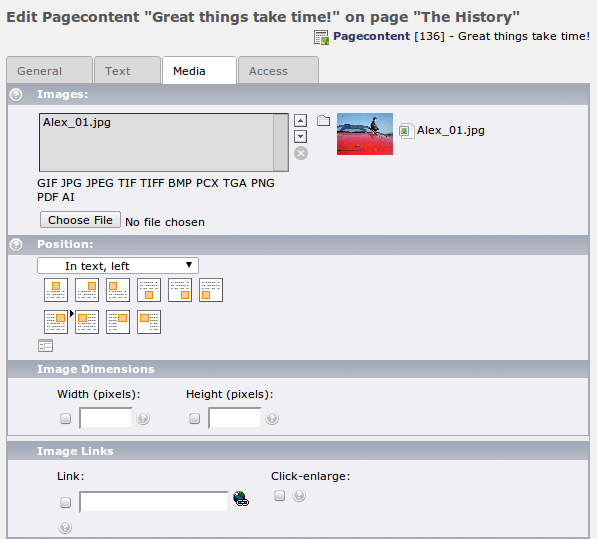 Edit Pagecontent "Great things take time!" on page "The History"
Pagecontent [136] - Great things take time!
General Text Media Access
Images:
Alex_01.jpg
Alex_01.jpg
GIF JPG JPEG TIF TIFF BMP PCX TGA PNG
PDF AI
Choose File No file chosen
Position:
In text, left
Image Dimensions
Width (pixels): Height (pixels):
Image Links
Link: Click-enlarge: